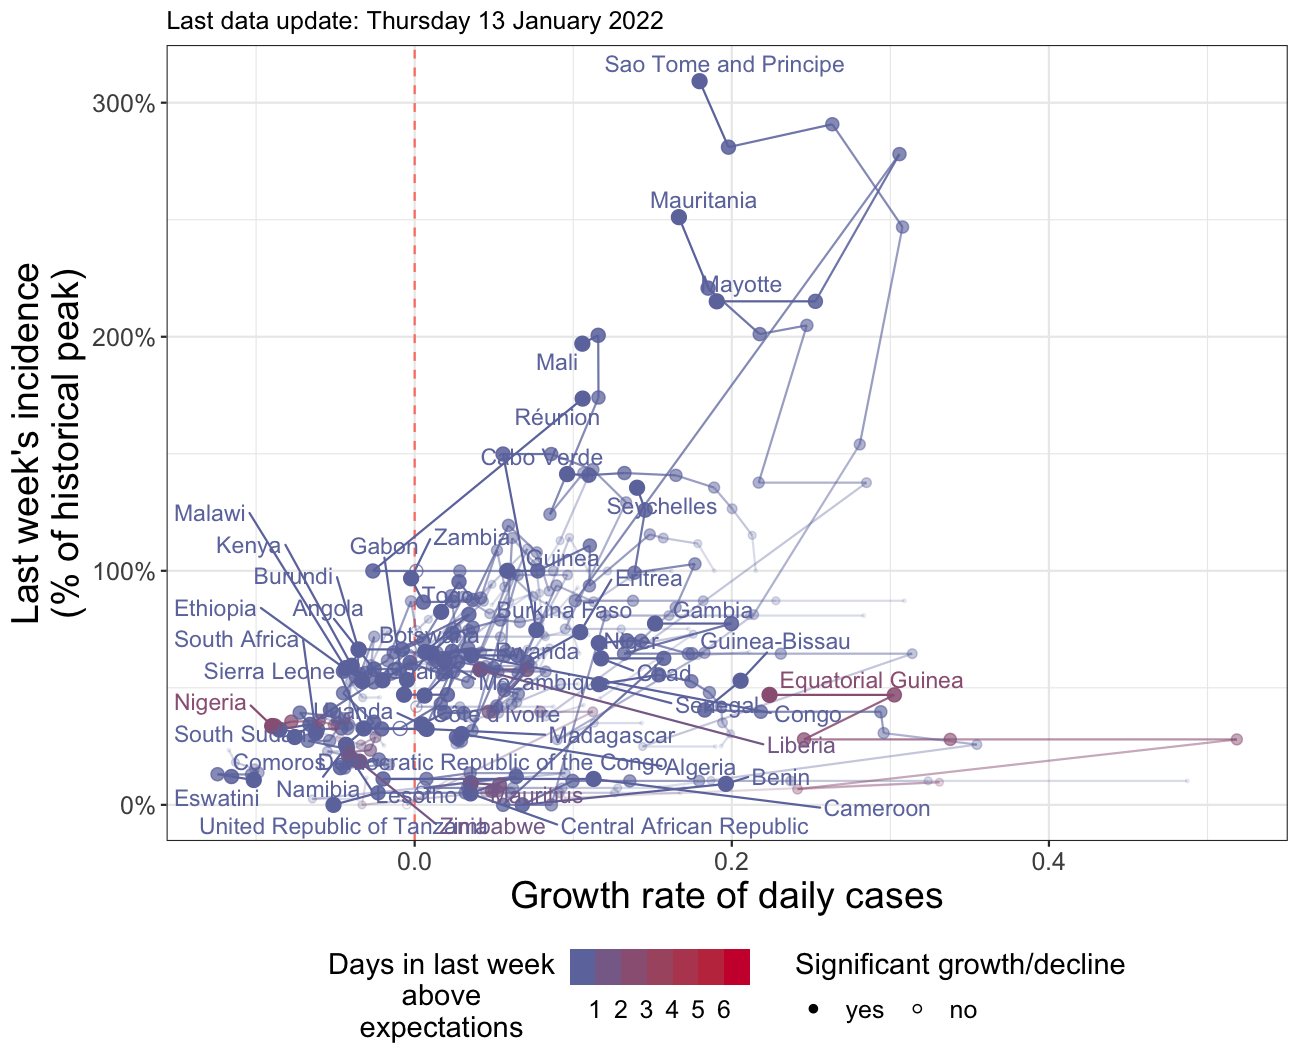 Last data update: Thursday 13 January 2022
Last week's incidence
(% of historical peak)
300%
200%
100%
0%
Sao Tome and Principe
Mauritania
Mayotte
Mali
Réunion
Cabo Verde
Seychelles
Malawi
Kenya
Gabon
Zambia
Guinea
Burundi
Eritrea
Togo
Ethiopia
Angola
Burkina Faso
Gambia
South Africa
Botswana
Niger
Guinea-Bissau
Rwanda
Sierra Leone
Chad
Mozambique
Equatorial Guinea
Nigeria
Senegal
Uganda
Côte d'Ivoire
Congo
South Sudan
Madagascar
Liberia
Comoros
Democratic Republic of the Congo
Algeria
Benin
Namibia
Eswatini
Lesotho
Mauritius
Cameroon
United Republic of Tanzania
Zimbabwe
Central African Republic
0.0
0.2
0.4
Growth rate of daily cases
Days in last week
above
expectations
1 2 3 4 5 6
Significant growth/decline
yes
no